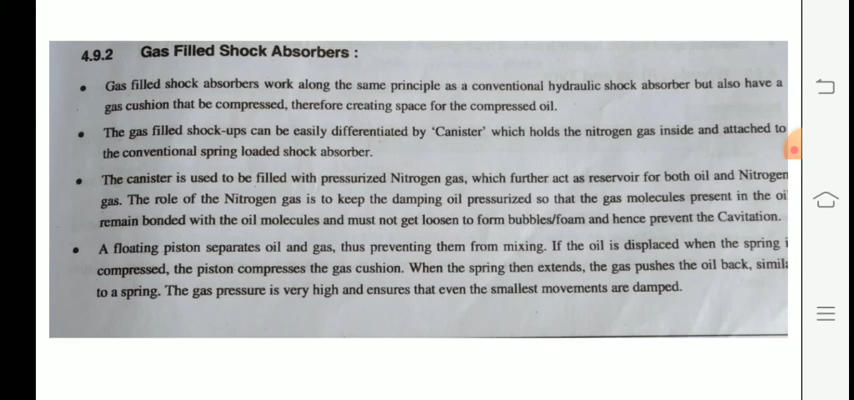 4.9.2 Gas Filled Shock Absorbers :
• Gas filled shock absorbers work along the same principle as a conventional hydraulic shock absorber but also have a
gas cushion that be compressed, therefore creating space for the compressed oil.
• The gas filled shock-ups can be easily differentiated by ‘Canister’ which holds the nitrogen gas inside and attached to
the conventional spring loaded shock absorber.
• The canister is used to be filled with pressurized Nitrogen gas, which further act as reservoir for both oil and Nitrogen
gas. The role of the Nitrogen gas is to keep the damping oil pressurized so that the gas molecules present in the
remain bonded with the oil molecules and must not get loosen to form bubbles/foam and hence prevent the Cavitation.
• A floating piston separates oil and gas, thus preventing them from mixing. If the oil is displaced when the spring
compressed, the piston compresses the gas cushion. When the spring then extends, the gas pushes the oil back,
to a spring. The gas pressure is very high and ensures that even the smallest movements are damped.